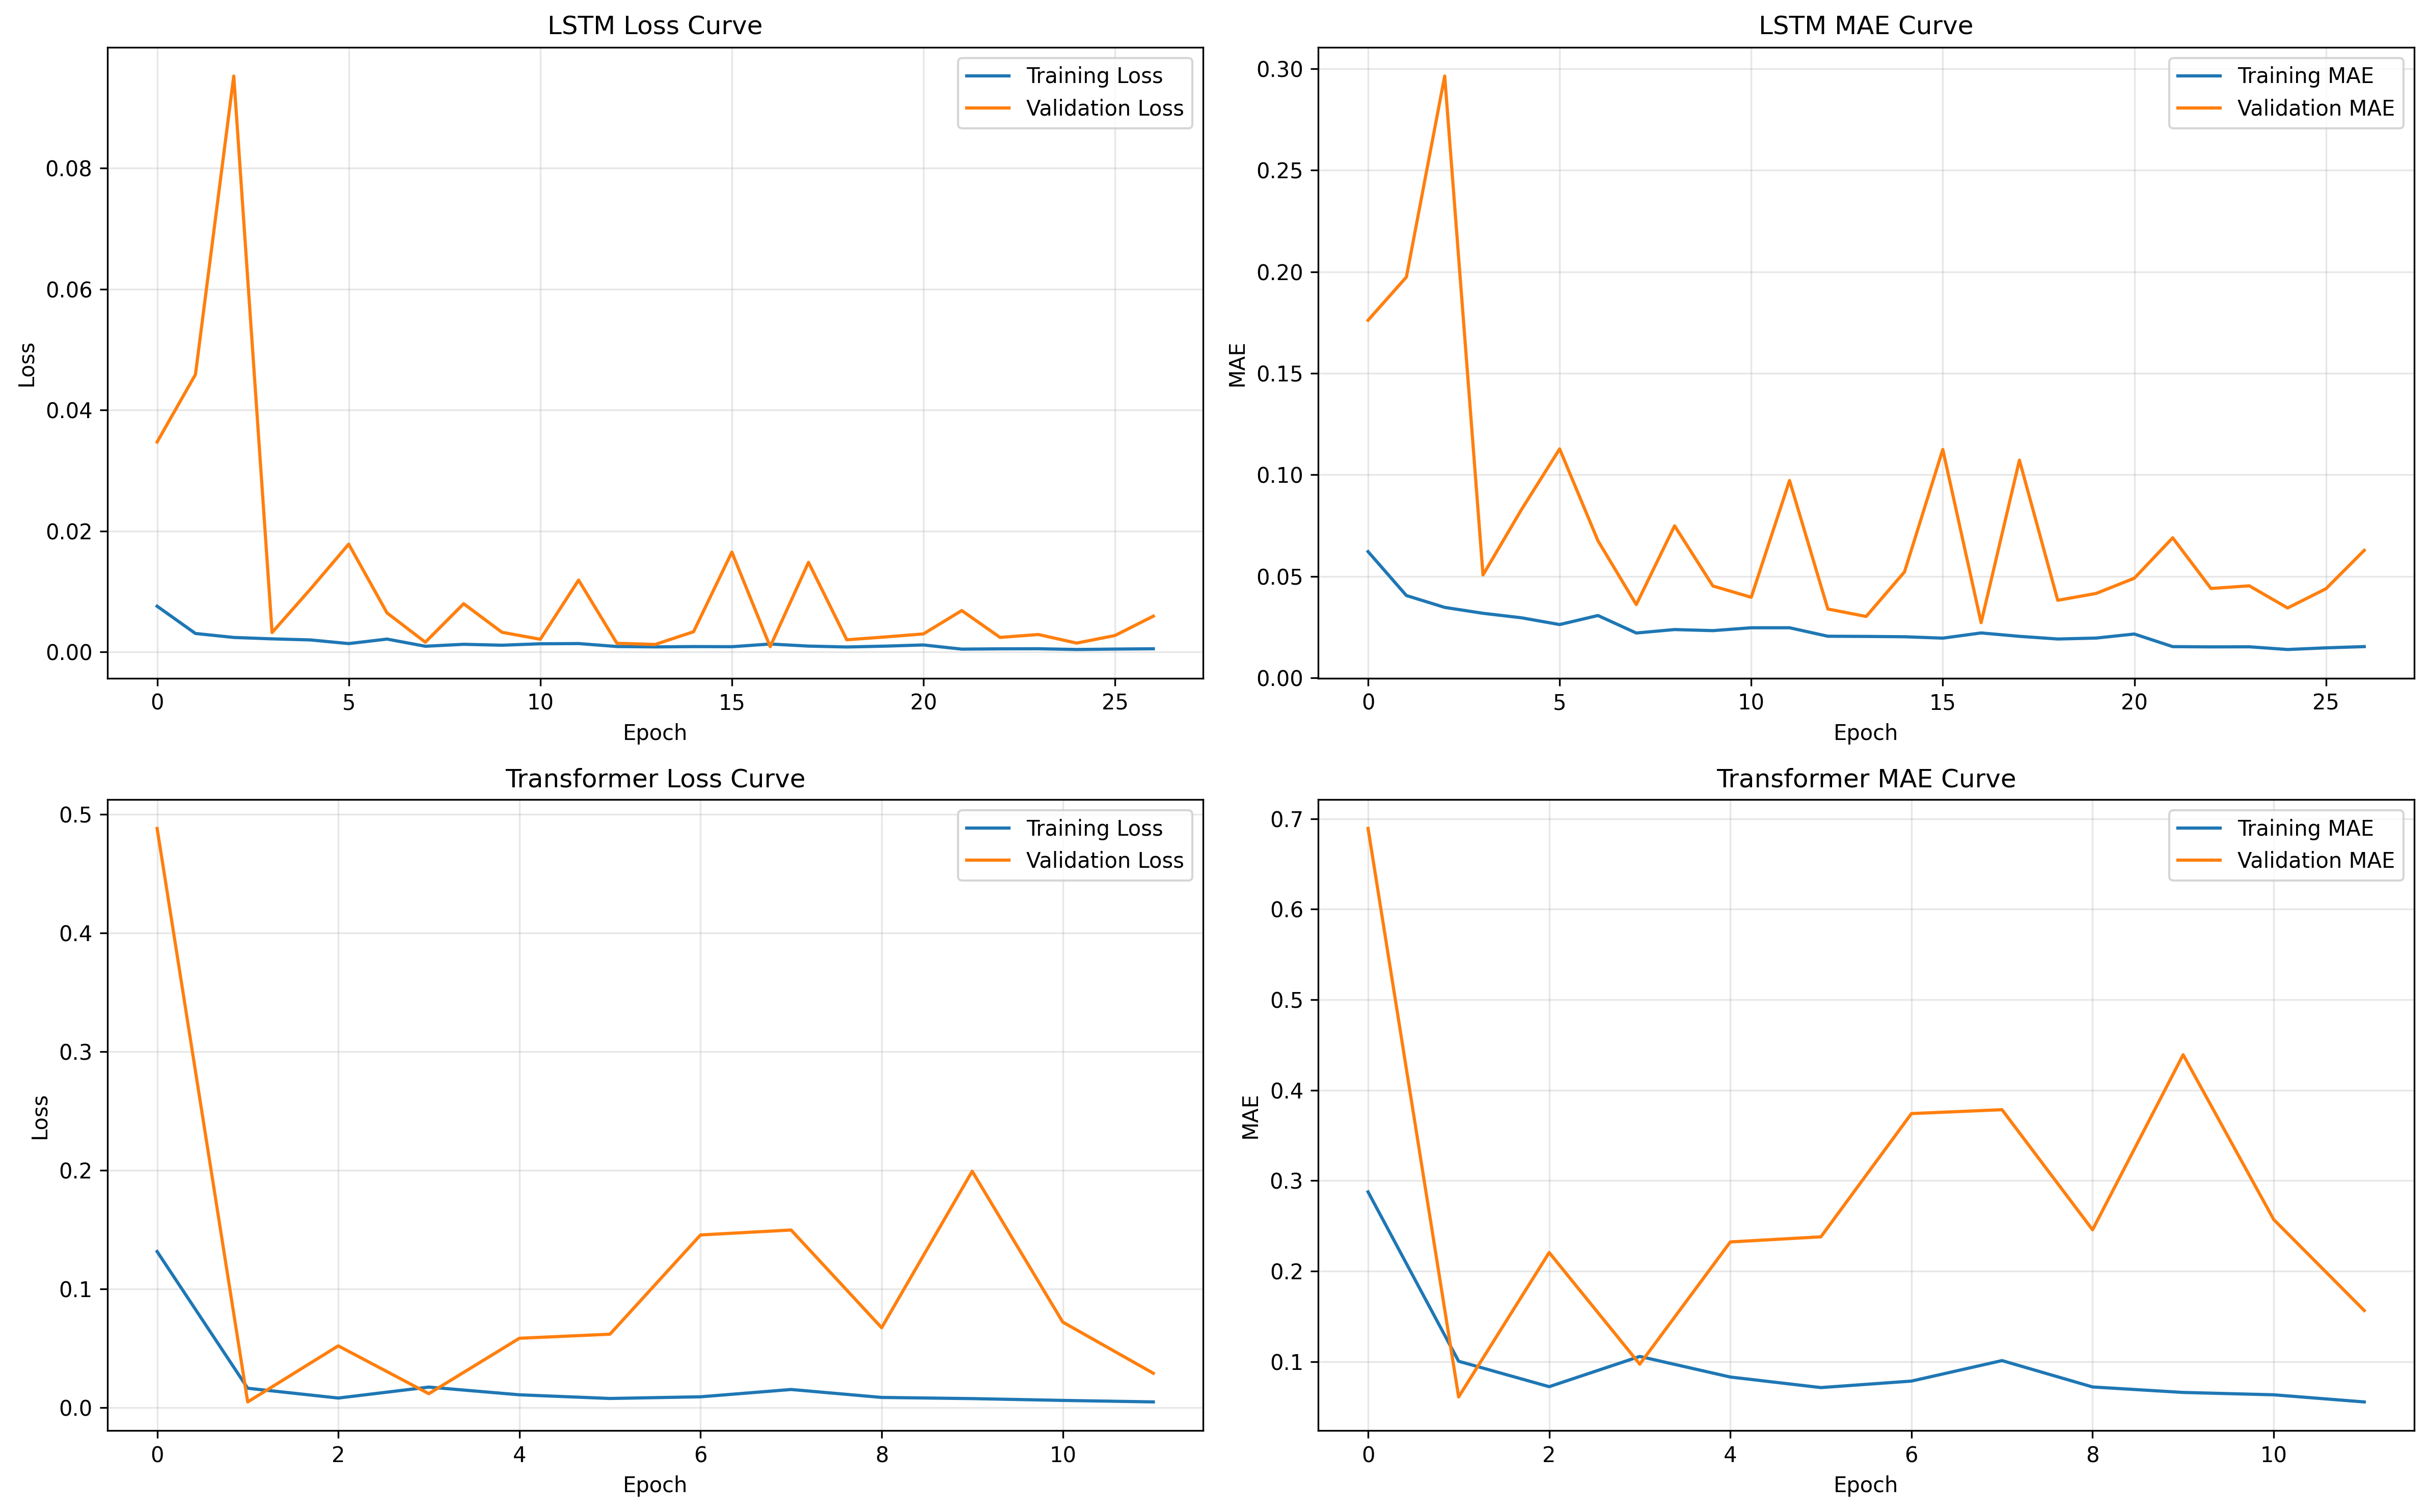 LSTM Loss Curve
Training Loss
Validation Loss
Loss
0.08
0.06
0.04
0.02
0.00
0 5 10 15 20 25
Epoch
LSTM MAE Curve
Training MAE
Validation MAE
MAE
0.30
0.25
0.20
0.15
0.10
0.05
0.00
0 5 10 15 20 25
Epoch
Transformer Loss Curve
Training Loss
Validation Loss
Loss
0.5
0.4
0.3
0.2
0.1
0.0
0 2 4 6 8 10
Epoch
Transformer MAE Curve
Training MAE
Validation MAE
MAE
0.7
0.6
0.5
0.4
0.3
0.2
0.1
0 2 4 6 8 10
Epoch